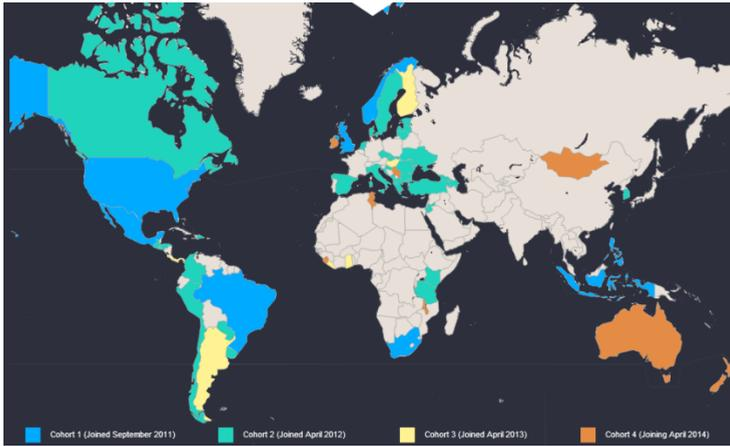 Cohort 1 (Joined September 2011)
Cohort 2 (Joined April 2012)
Cohort 3 (Joined April 2013)
Cohort 4 (Joining April 2014)